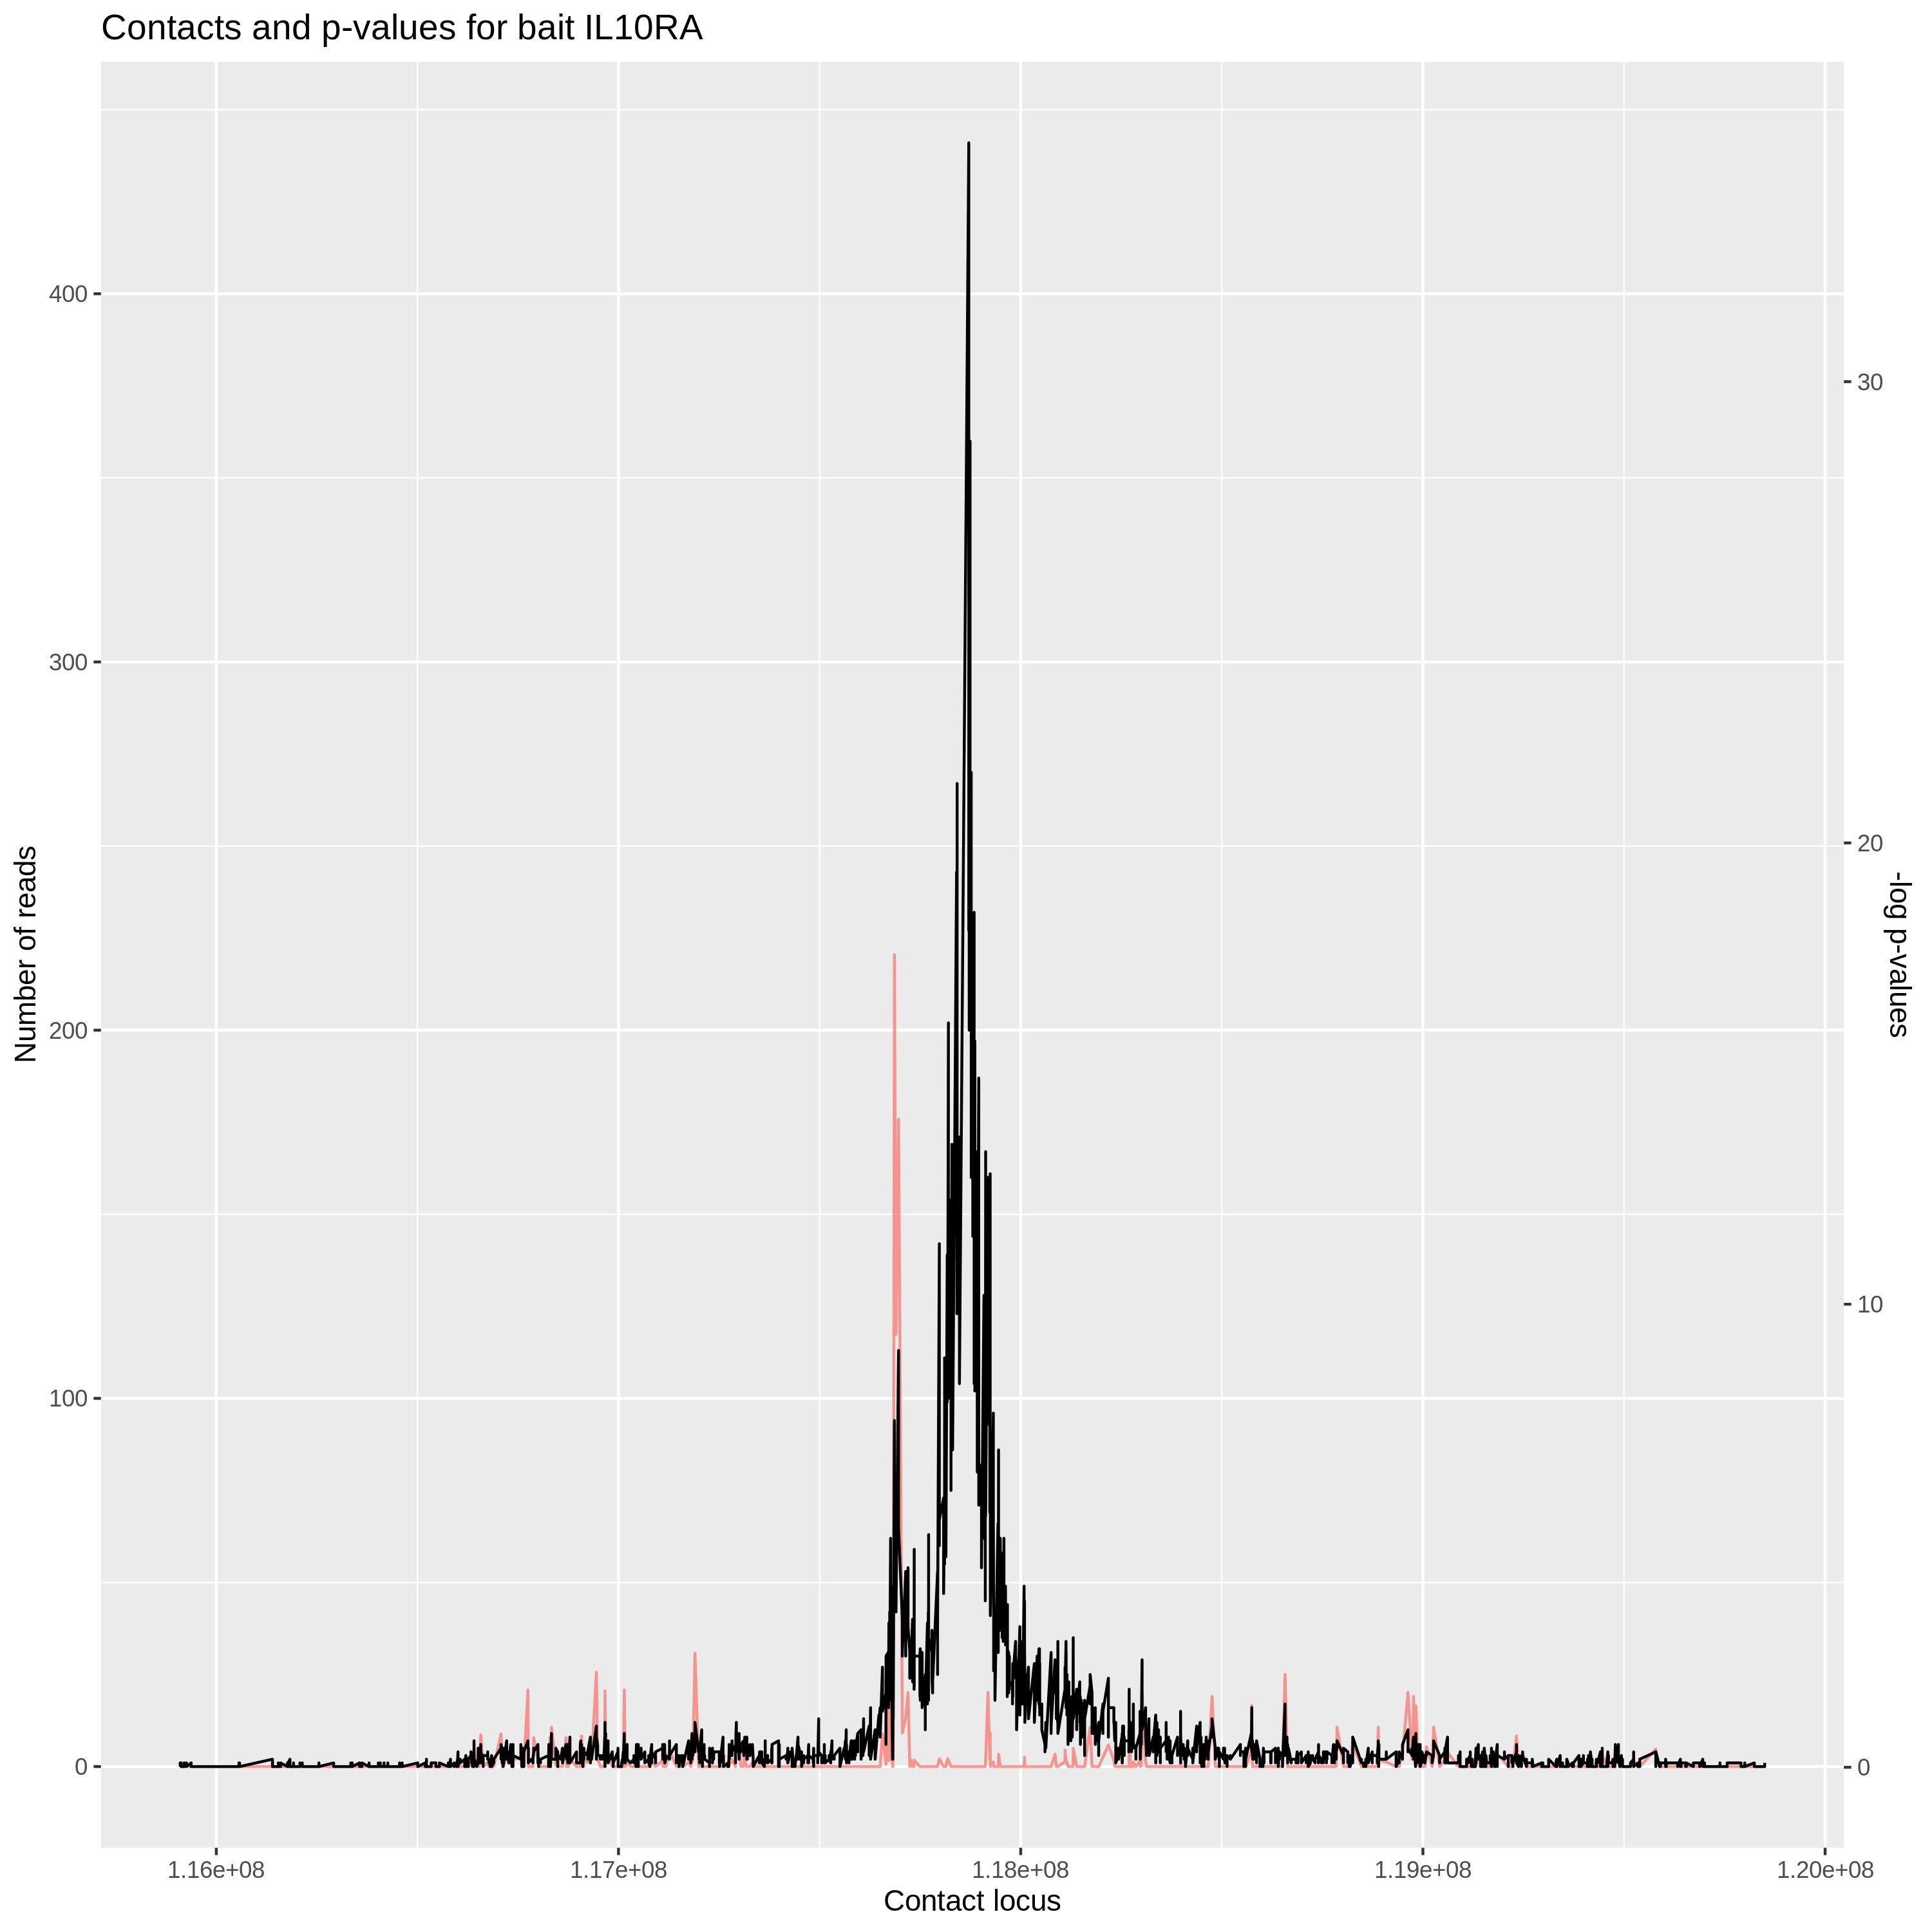 Contacts and p-values for bait IL10RA
400
300
200
100
0
Number of reads
30
20
10
0
-log p-values
1.16e+08
1.17e+08
1.18e+08
1.19e+08
1.20e+08
Contact locus